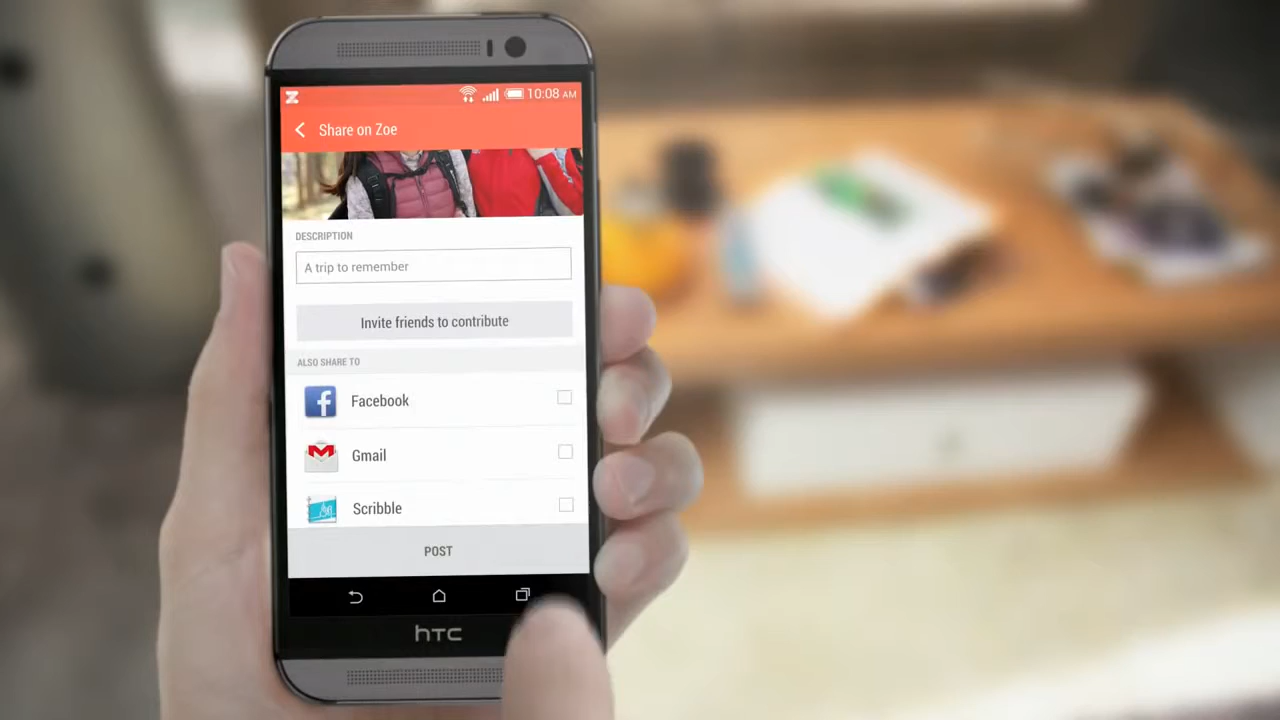 10:08 AM
Share on Zoe
DESCRIPTION
A trip to remember
Invite friends to contribute
ALSO SHARE TO
Facebook
Gmail
Scribble
POST
hTC